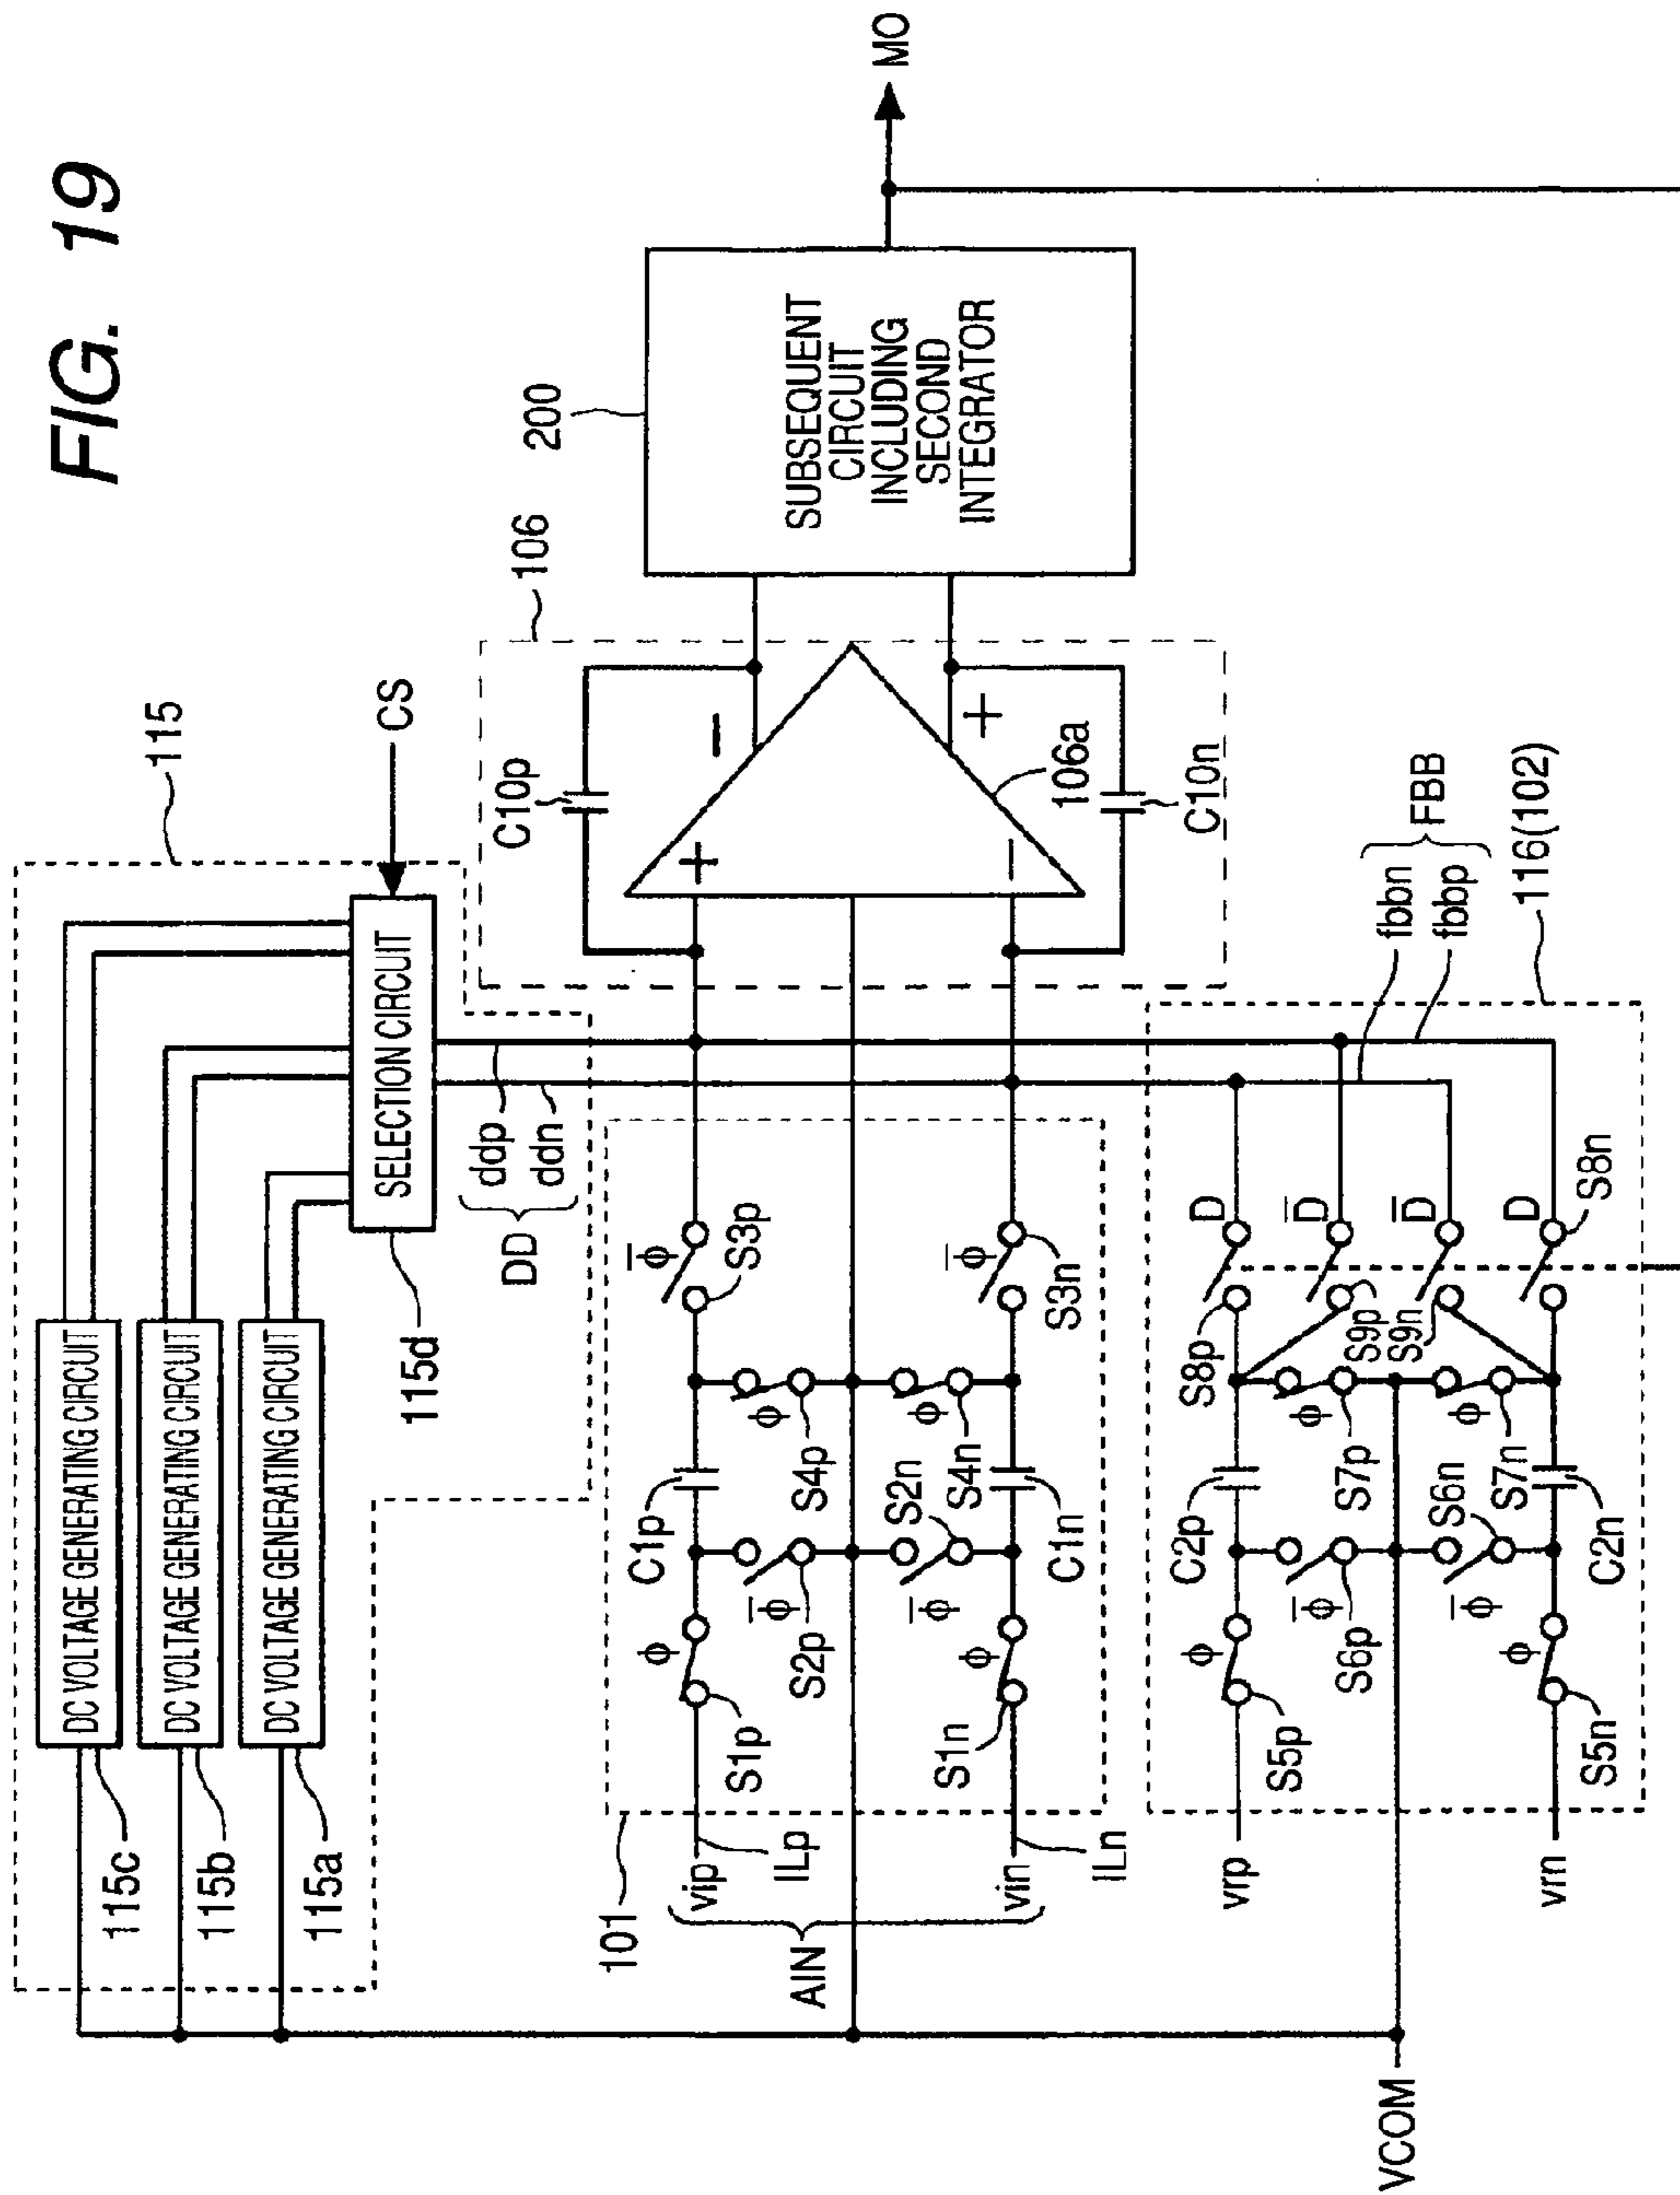 FIG. 19
115
CS
DC VOLTAGE GENERATING CIRCUIT
DC VOLTAGE GENERATING CIRCUIT
DC VOLTAGE GENERATING CIRCUIT
SELECTION CIRCUIT
115c
115b
115a
115d
ddp
ddn
DD
101
vip
ILp
AIN
vin
ILn
S1p
ϕ
C1p
S2p
ϕ̅
S4p
ϕ
S3p
ϕ̅
S2n
ϕ̅
S4n
ϕ
S1n
ϕ
C1n
S3n
ϕ̅
106
C10p
+
−
−
+
106a
C10n
200
SUBSEQUENT
CIRCUIT
INCLUDING
SECOND
INTEGRATOR
MO
vrp
S5p
ϕ
C2p
S6p
ϕ̅
S7p
ϕ
S8p
D
D̅
S9p
S9n
D̅
D
S8n
S6n
ϕ̅
S7n
ϕ
vrn
S5n
ϕ
C2n
fbbn
fbbp
FBB
116(102)
VCOM